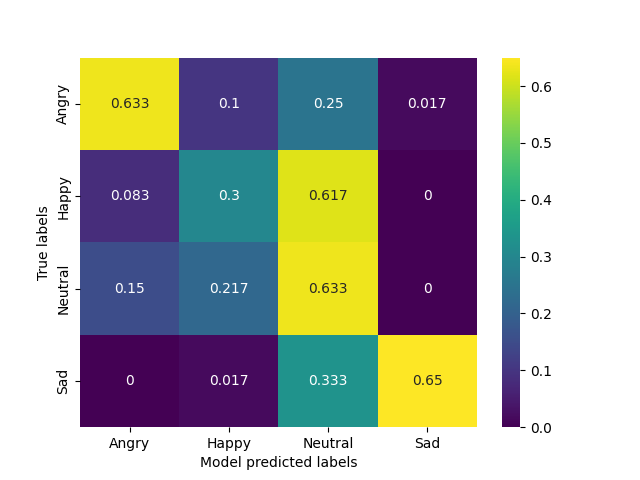 Angry 0.633 0.1 0.25 0.017
Happy 0.083 0.3 0.617 0
Neutral 0.15 0.217 0.633 0
Sad 0 0.017 0.333 0.65
Angry Happy Neutral Sad
Model predicted labels
True labels
0.6
0.5
0.4
0.3
0.2
0.1
0.0